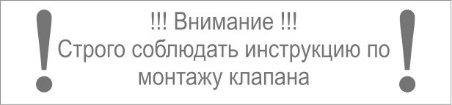 !!! Внимание !!!
Строго соблюдать инструкцию по
монтажу клапана